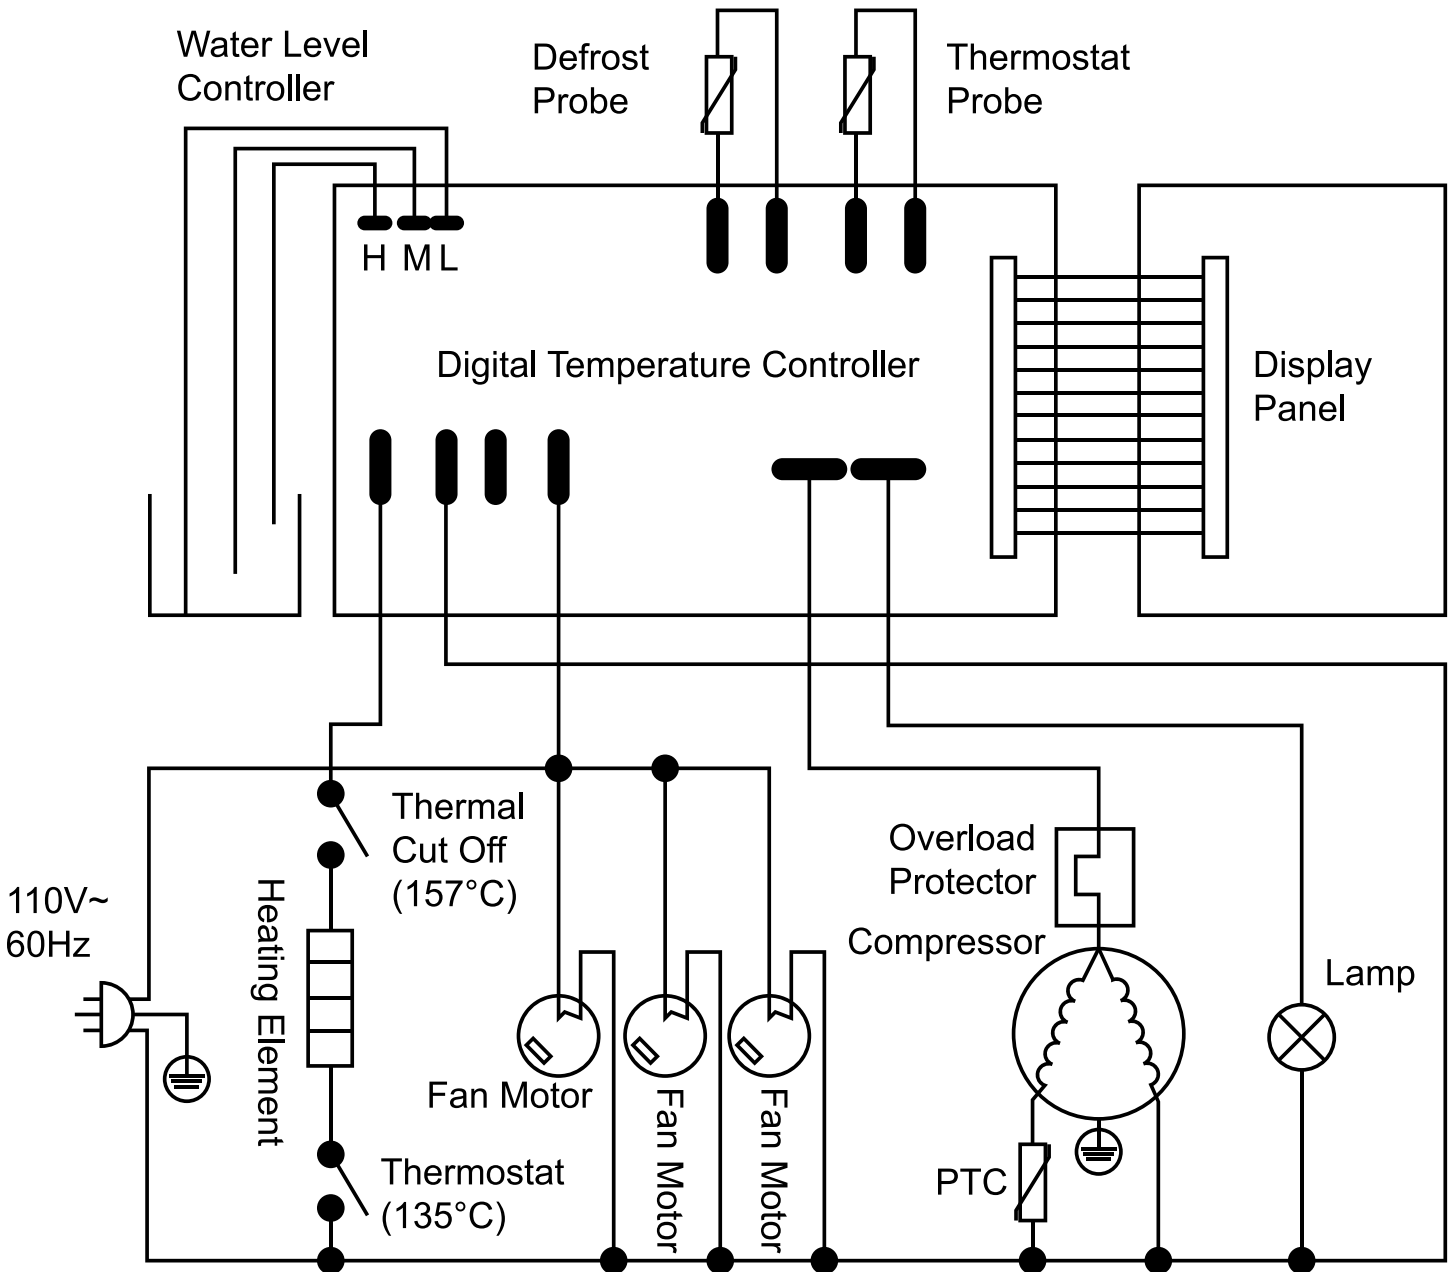 Water Level
Controller
Defrost
Probe
Thermostat
Probe
H M L
Digital Temperature Controller
Display
Panel
Thermal
Cut Off
(157°C)
110V~
60Hz
Heating Element
Overload
Protector
Compressor
Lamp
Fan Motor
Fan Motor
Fan Motor
Thermostat
(135°C)
PTC